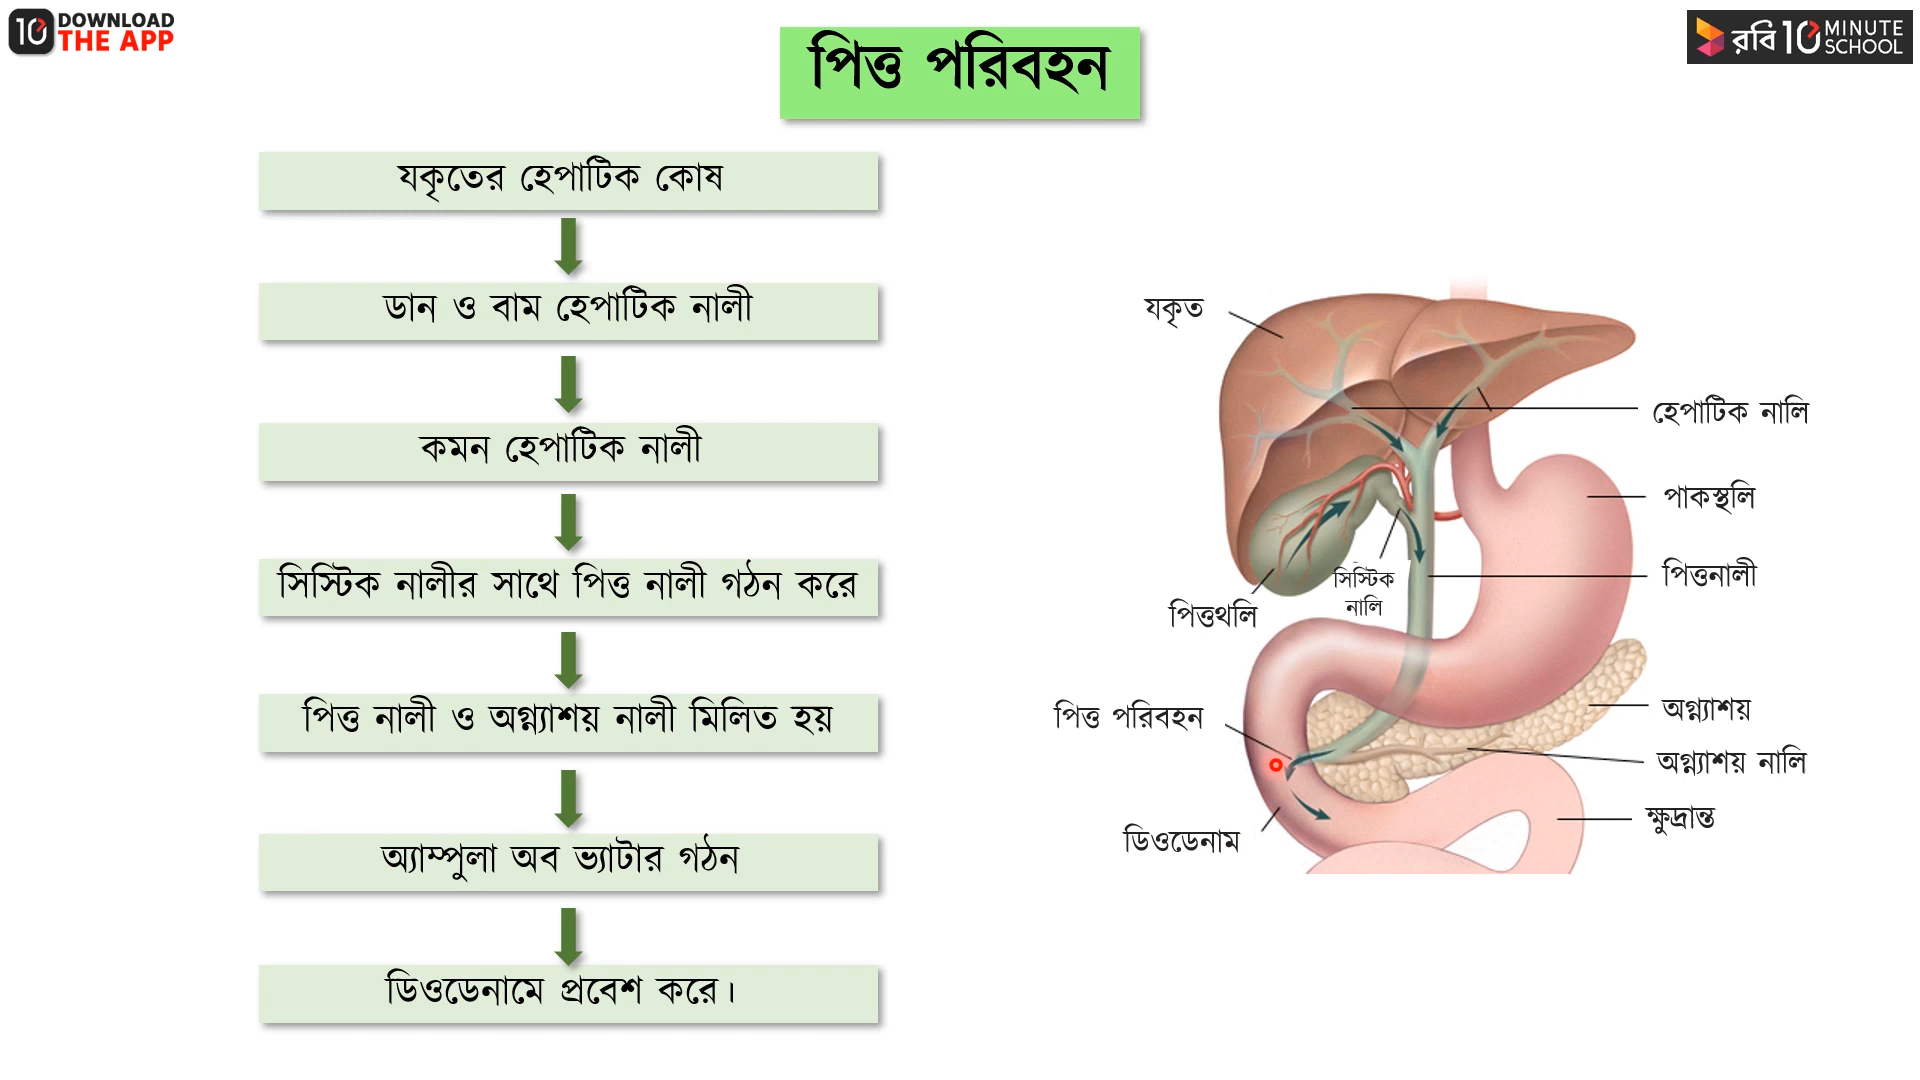 10 DOWNLOAD
THE APP
পিত্ত পরিবহন
রবি 10 MINUTE
SCHOOL
যকৃতের হেপাটিক কোষ
ডান ও বাম হেপাটিক নালী
কমন হেপাটিক নালী
সিস্টিক নালীর সাথে পিত্ত নালী গঠন করে
পিত্ত নালী ও অগ্ন্যাশয় নালী মিলিত হয়
অ্যাম্পুলা অব ভ্যাটার গঠন
ডিওডেনামে প্রবেশ করে।
যকৃত
হেপাটিক নালি
পাকস্থলি
পিত্তনালী
সিস্টিক
নালি
পিত্তথলি
পিত্ত পরিবহন
অগ্ন্যাশয়
অগ্ন্যাশয় নালি
ক্ষুদ্রান্ত
ডিওডেনাম